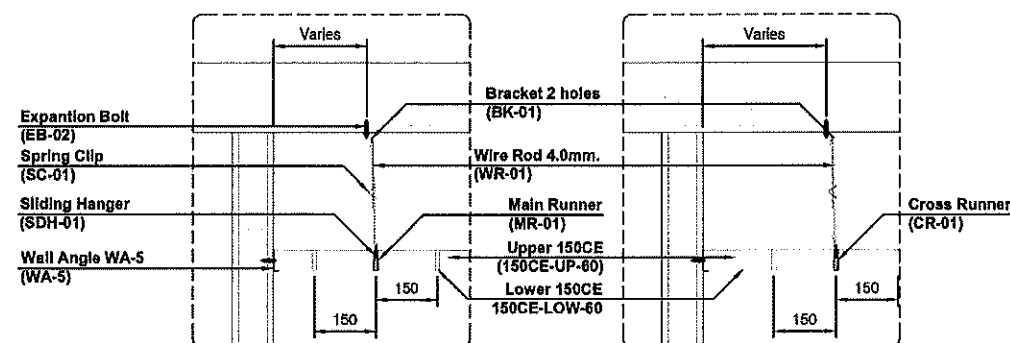 Varies
Varies
Bracket 2 holes
(BK-01)
Expantion Bolt
(EB-02)
Spring Clip
(SC-01)
Wire Rod 4.0mm.
(WR-01)
Sliding Hanger
(SDH-01)
Main Runner
(MR-01)
Cross Runner
(CR-01)
Wall Angle WA-5
(WA-5)
Upper 150CE
(150CE-UP-60)
Lower 150CE
150CE-LOW-60
150
150
150
150